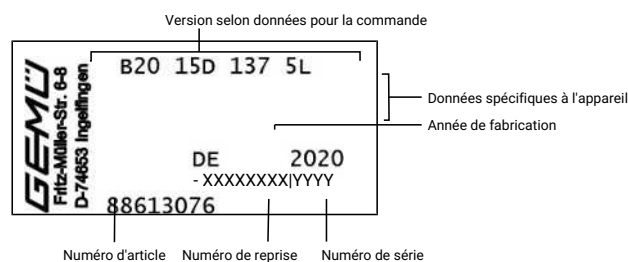 Version selon données pour la commande
GEMÜ
Fritz-Müller-Str. 6-8
D-74653 Ingelfingen
B20 15D 137 5L
Données spécifiques à l'appareil
Année de fabrication
DE 2020
- XXXXXXXX|YYYY
88613076
Numéro d'article Numéro de reprise Numéro de série